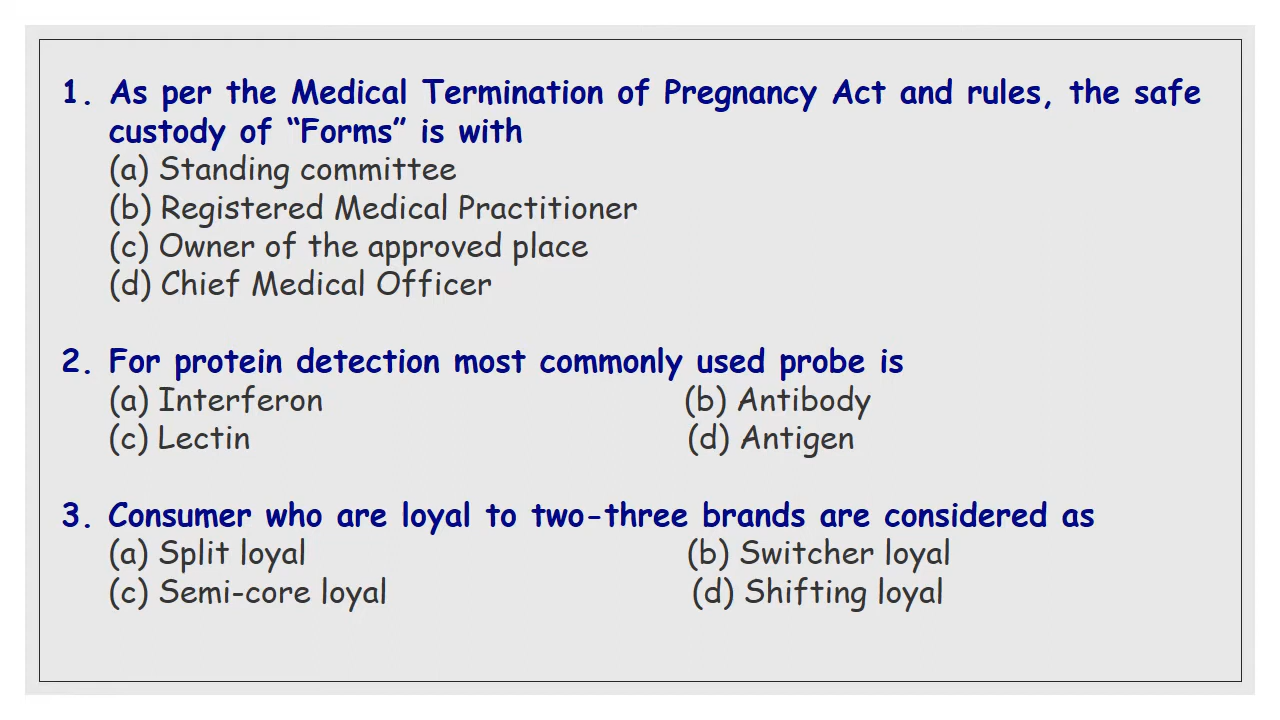 1. As per the Medical Termination of Pregnancy Act and rules, the safe
custody of “Forms” is with
(a) Standing committee
(b) Registered Medical Practitioner
(c) Owner of the approved place
(d) Chief Medical Officer
2. For protein detection most commonly used probe is
(a) Interferon (b) Antibody
(c) Lectin (d) Antigen
3. Consumer who are loyal to two-three brands are considered as
(a) Split loyal (b) Switcher loyal
(c) Semi-core loyal (d) Shifting loyal